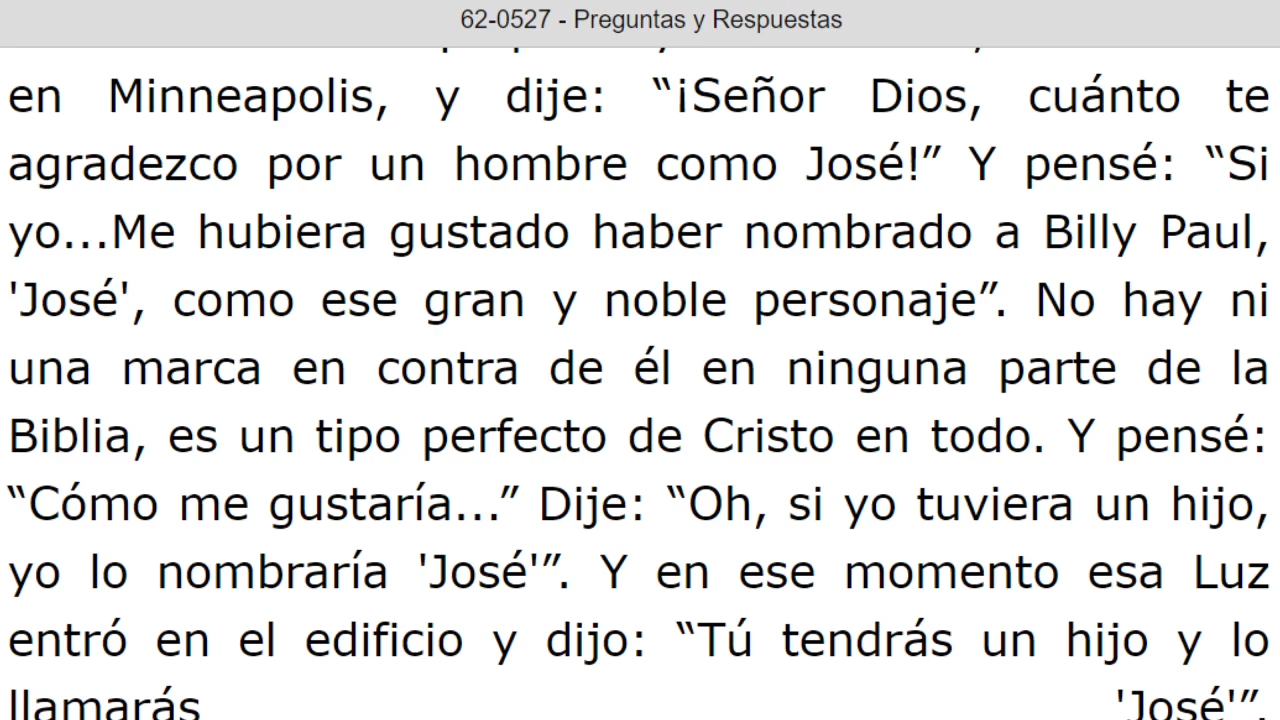 62-0527 - Preguntas y Respuestas
en Minneapolis, y dije: “¡Señor Dios, cuánto te
agradezco por un hombre como José!” Y pensé: “Si
yo...Me hubiera gustado haber nombrado a Billy Paul,
'José', como ese gran y noble personaje”. No hay ni
una marca en contra de él en ninguna parte de la
Biblia, es un tipo perfecto de Cristo en todo. Y pensé:
“Cómo me gustaría...” Dije: “Oh, si yo tuviera un hijo,
yo lo nombraría 'José'”. Y en ese momento esa Luz
entró en el edificio y dijo: “Tú tendrás un hijo y lo
llamarás 'José'”.